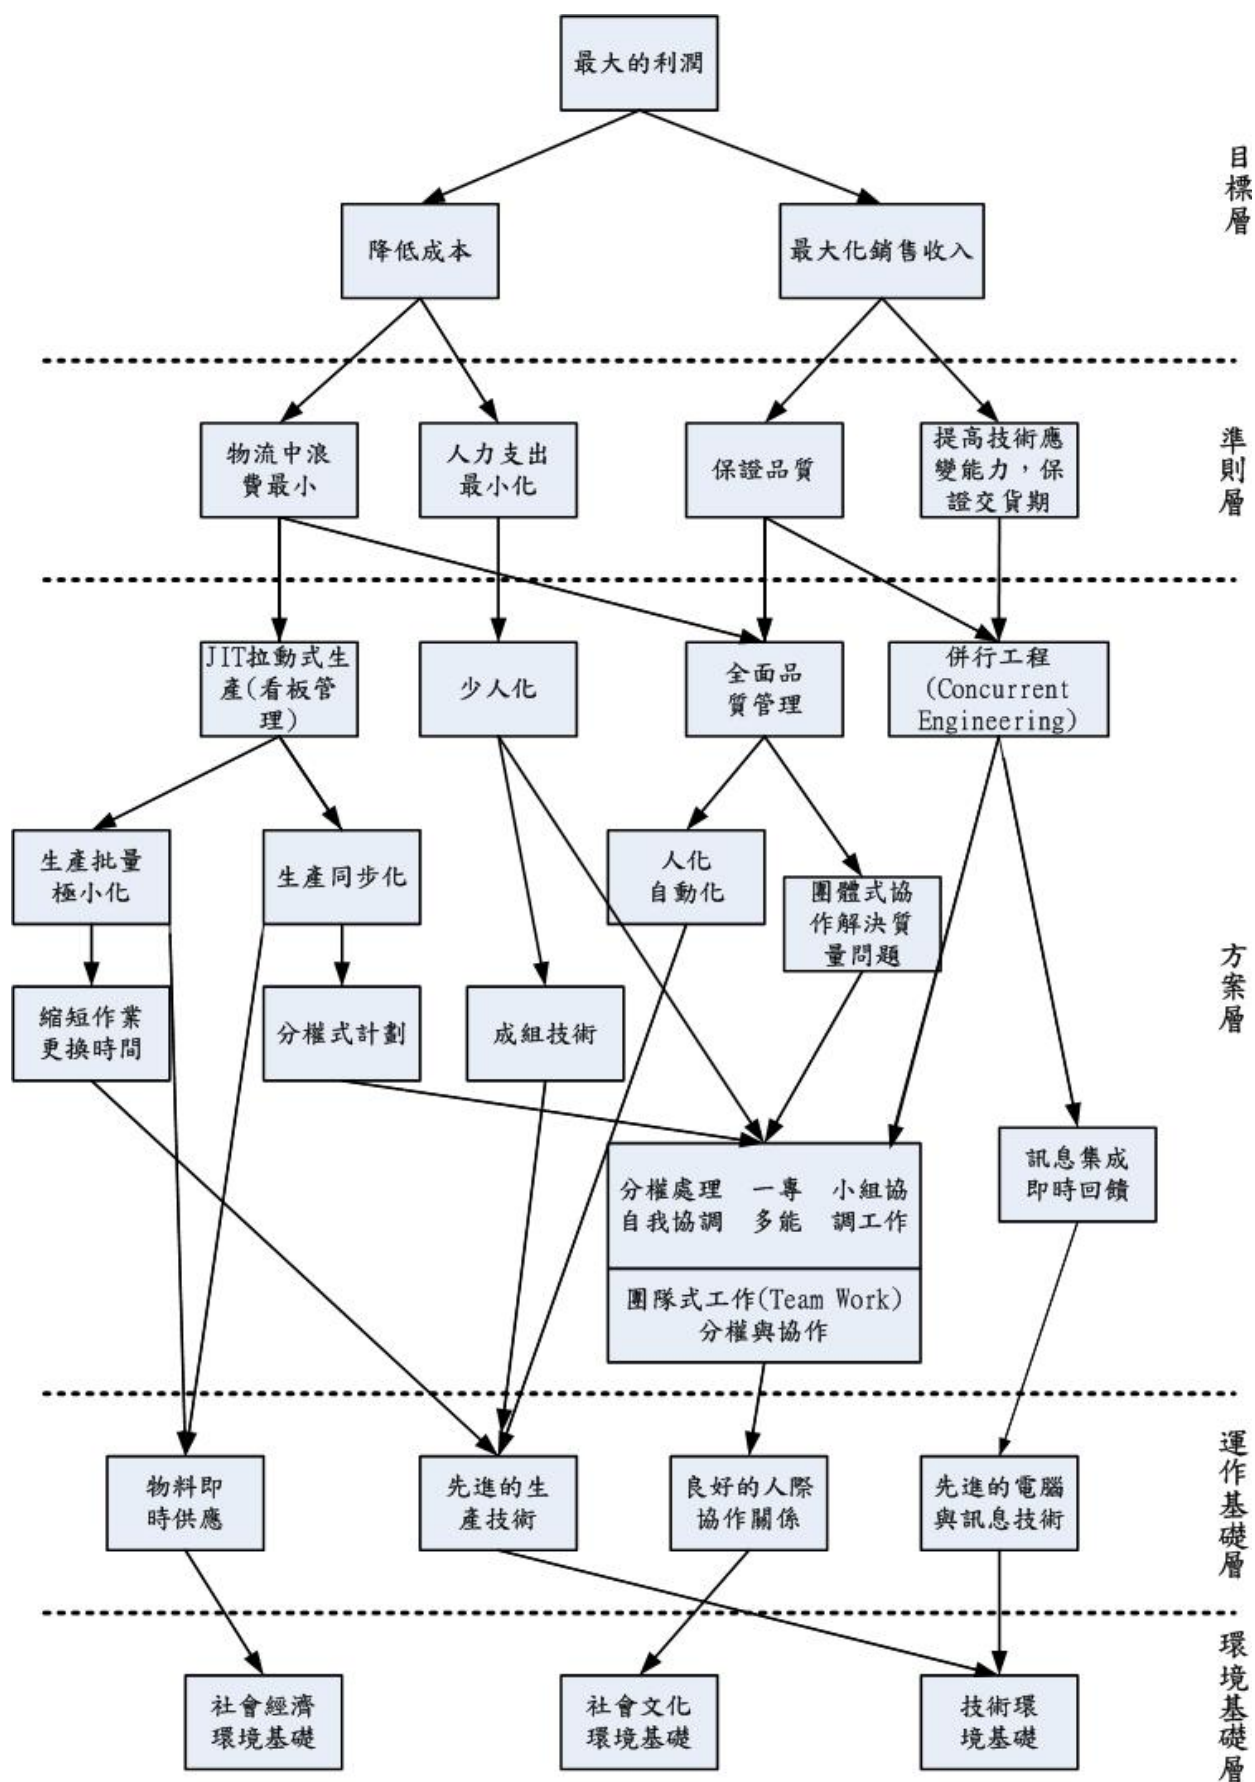 最大的利潤
目標層
降低成本
最大化銷售收入
物流中浪
費最小
人力支出
最小化
保證品質
提高技術應
變能力，保
證交貨期
準則層
JIT拉動式生
產(看板管
理)
少人化
全面品
質管理
併行工程
(Concurrent
Engineering)
生產批量
極小化
生產同步化
人化
自動化
團體式協
作解決質
量問題
方案層
縮短作業
更換時間
分權式計劃
成組技術
分權處理 一專 小組協
自我協調 多能 調工作
團隊式工作(Team Work)
分權與協作
訊息集成
即時回饋
物料即
時供應
先進的生
產技術
良好的人際
協作關係
先進的電腦
與訊息技術
運作基礎層
社會經濟
環境基礎
社會文化
環境基礎
技術環
境基礎
環境基礎層